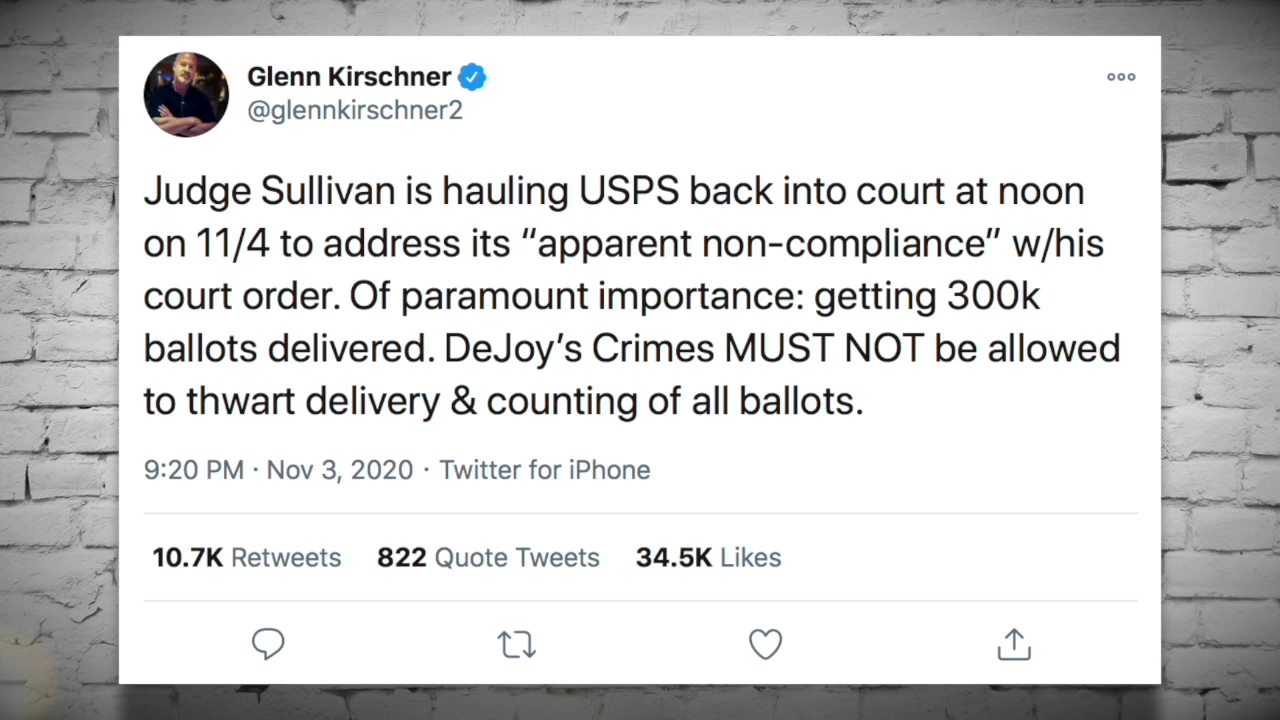 Glenn Kirschner
@glennkirschner2
Judge Sullivan is hauling USPS back into court at noon
on 11/4 to address its “apparent non-compliance” w/his
court order. Of paramount importance: getting 300k
ballots delivered. DeJoy’s Crimes MUST NOT be allowed
to thwart delivery & counting of all ballots.
9:20 PM · Nov 3, 2020 · Twitter for iPhone
10.7K Retweets 822 Quote Tweets 34.5K Likes